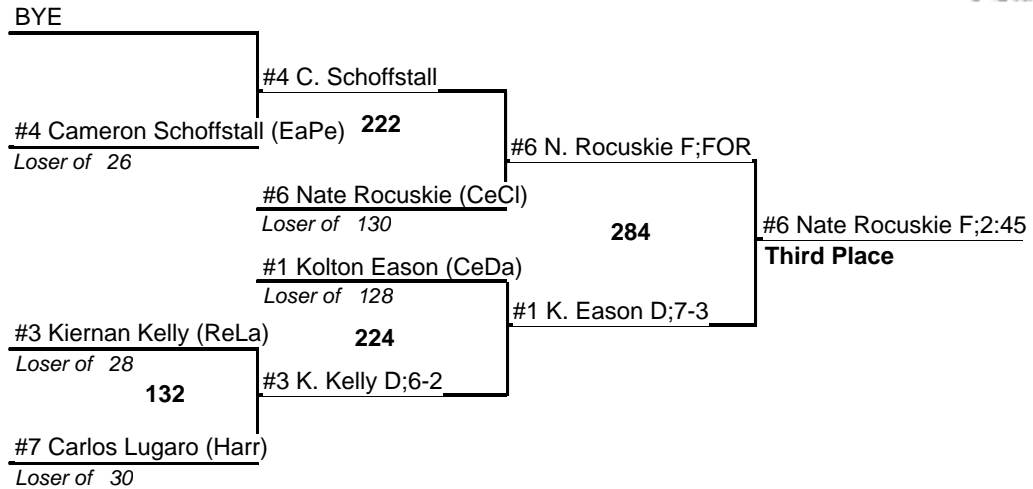 BYE
#4 C. Schoffstall
#4 Cameron Schoffstall (EaPe)
222
Loser of 26
#6 N. Rocuskie F;FOR
#6 Nate Rocuskie (CeCl)
Loser of 130
284
#6 Nate Rocuskie F;2:45
Third Place
#1 Kolton Eason (CeDa)
Loser of 128
#1 K. Eason D;7-3
#3 Kiernan Kelly (ReLa)
224
Loser of 28
132
#3 K. Kelly D;6-2
#7 Carlos Lugaro (Harr)
Loser of 30